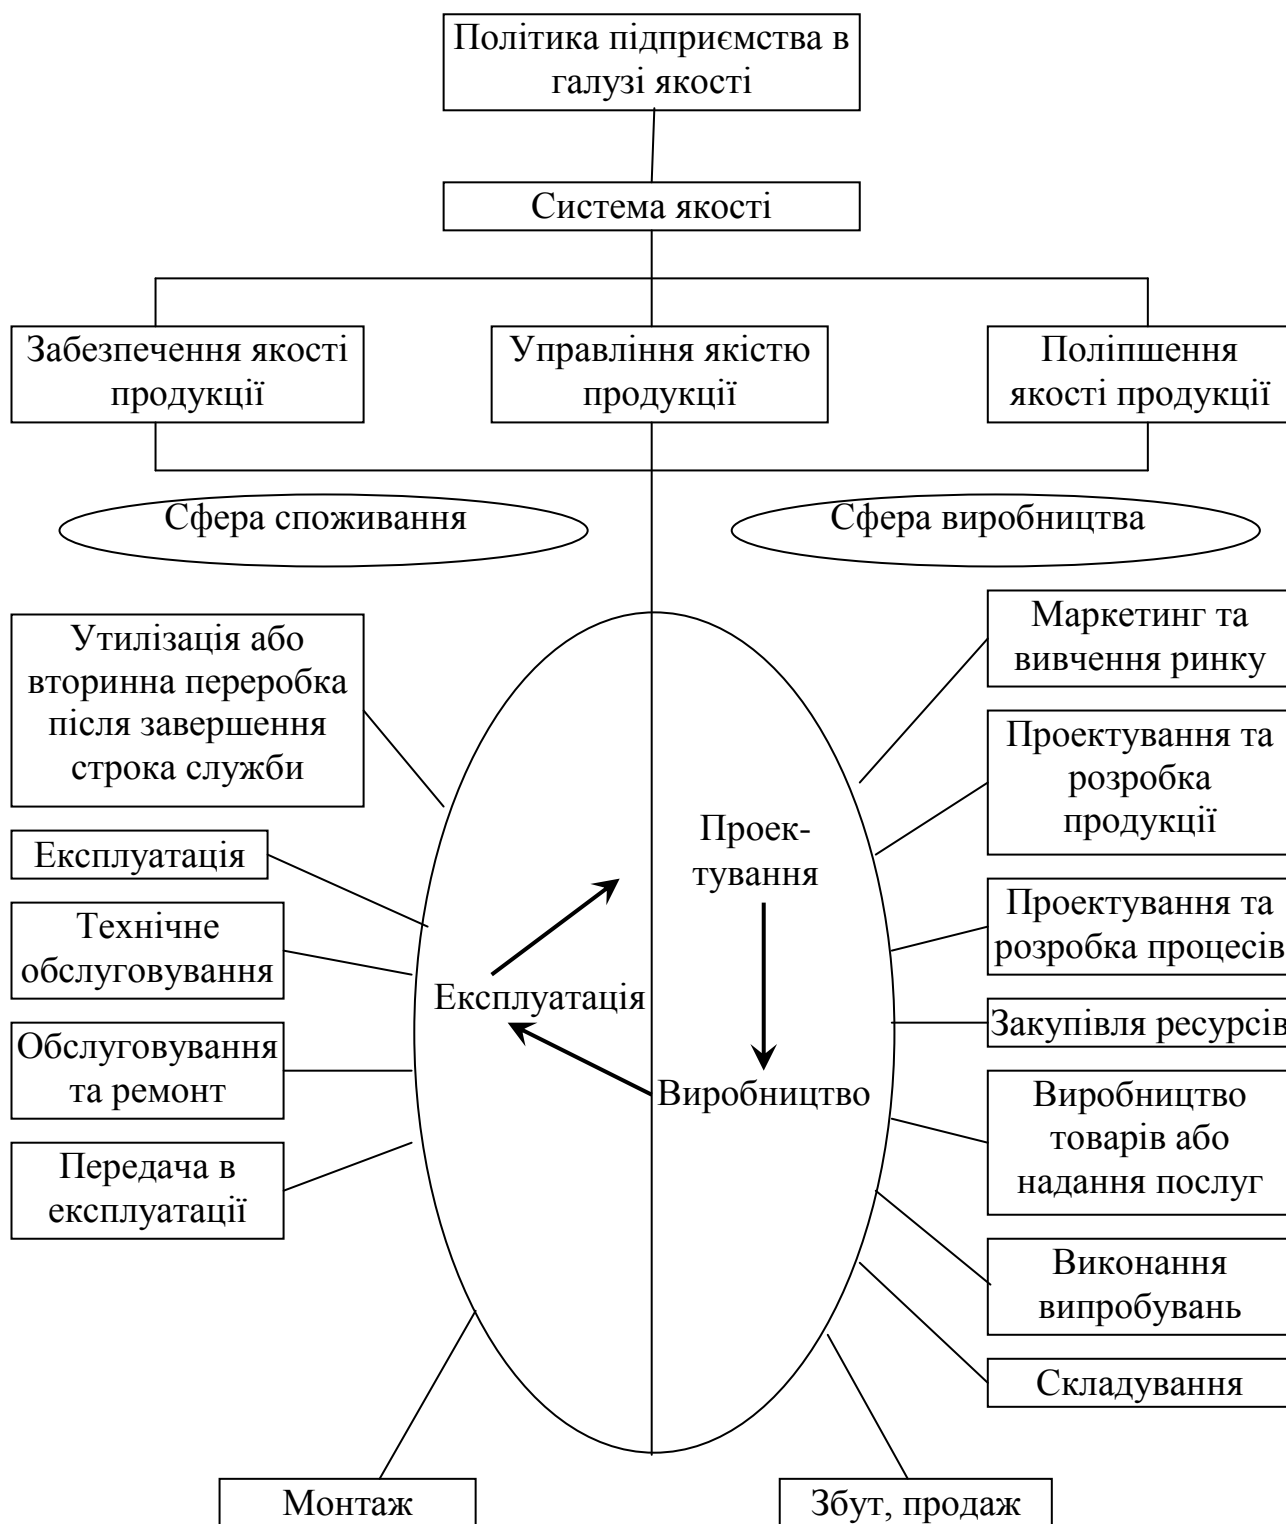 Політика підприємства в
галузі якості
Система якості
Забезпечення якості
продукції
Управління якістю
продукції
Поліпшення
якості продукції
Сфера споживання
Сфера виробництва
Утилізація або
вторинна переробка
після завершення
строка служби
Експлуатація
Технічне
обслуговування
Обслуговування
та ремонт
Передача в
експлуатації
Монтаж
Проек-
тування
Експлуатація
Виробництво
Маркетинг та
вивчення ринку
Проектування та
розробка
продукції
Проектування та
розробка процесів
Закупівля ресурсів
Виробництво
товарів або
надання послуг
Виконання
випробувань
Складування
Збут, продаж